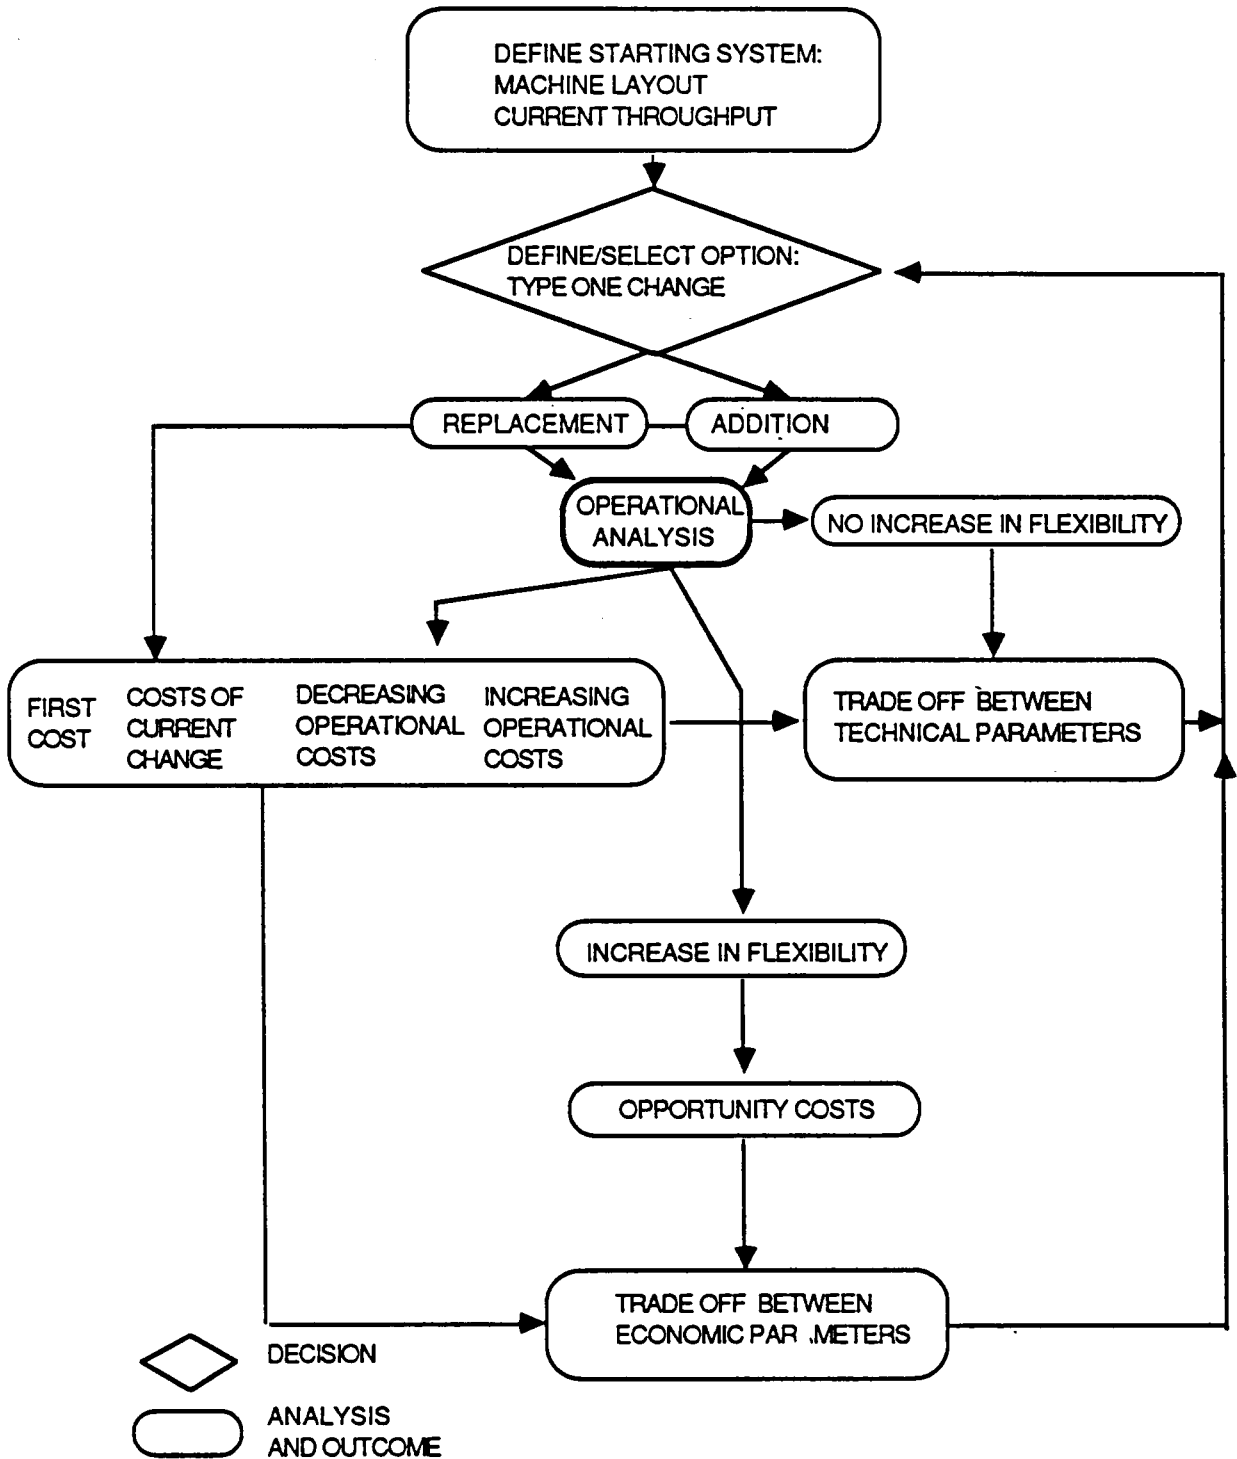 DEFINE STARTING SYSTEM:
MACHINE LAYOUT
CURRENT THROUGHPUT
DEFINE/SELECT OPTION:
TYPE ONE CHANGE
REPLACEMENT
ADDITION
OPERATIONAL
ANALYSIS
NO INCREASE IN FLEXIBILITY
FIRST
COST
COSTS OF
CURRENT
CHANGE
DECREASING
OPERATIONAL
COSTS
INCREASING
OPERATIONAL
COSTS
TRADE OFF BETWEEN
TECHNICAL PARAMETERS
INCREASE IN FLEXIBILITY
OPPORTUNITY COSTS
TRADE OFF BETWEEN
ECONOMIC PAR .METERS
DECISION
ANALYSIS
AND OUTCOME